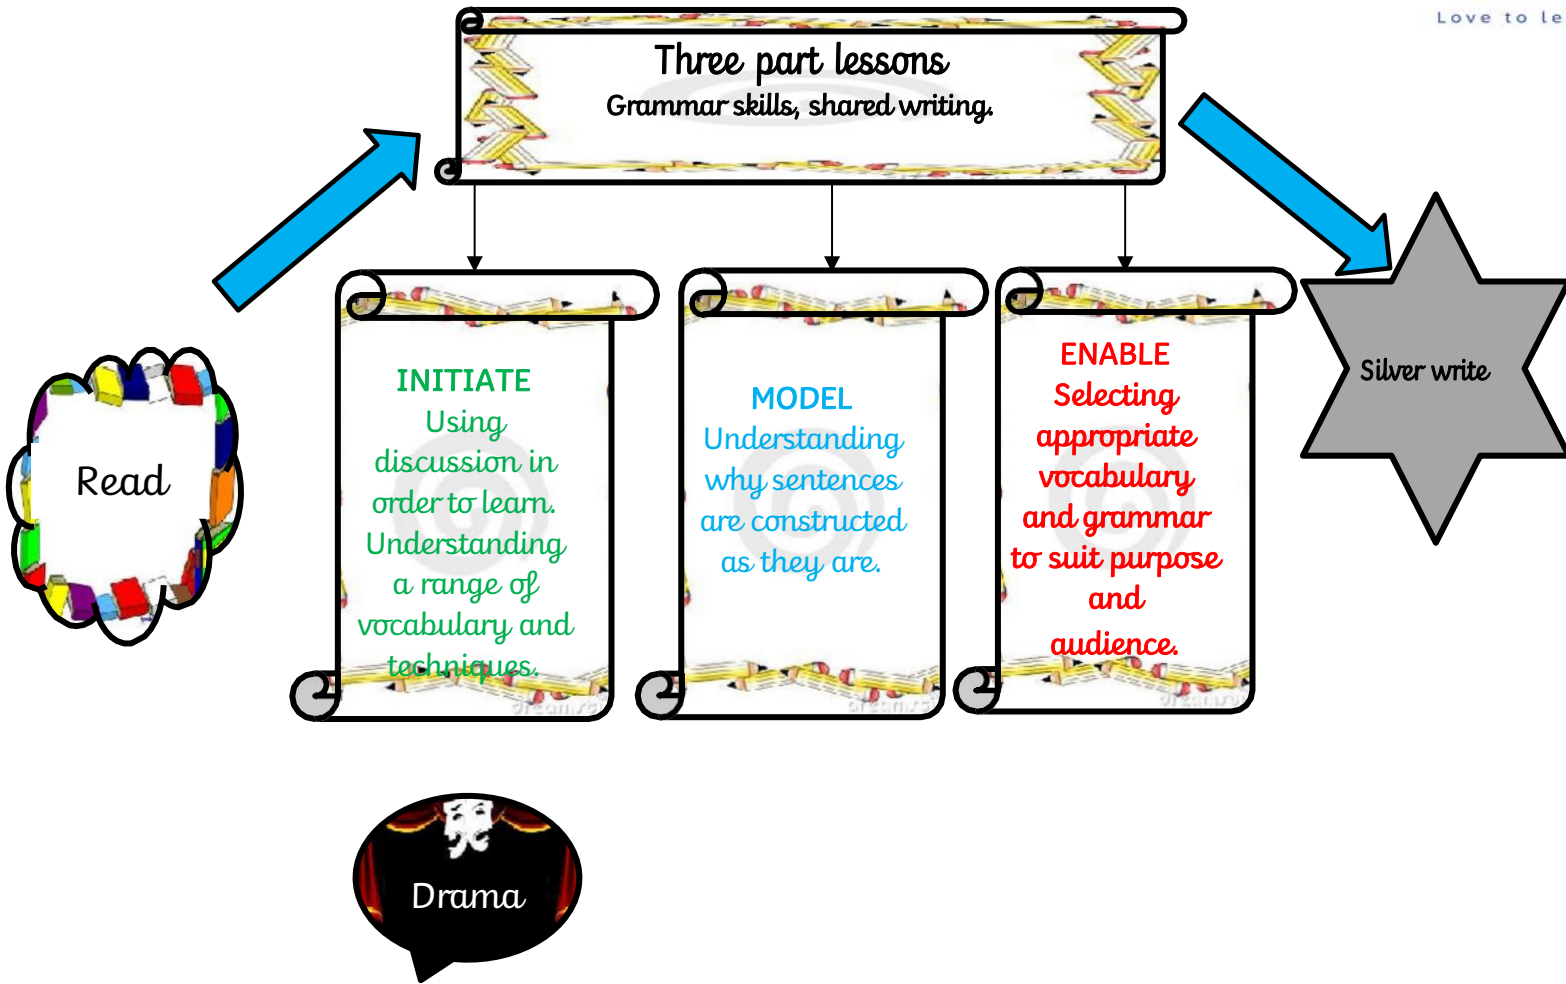 Love to le
Three part lessons
Grammar skills, shared writing.
Read
INITIATE
Using
discussion in
order to learn.
Understanding
a range of
vocabulary and
techniques.
MODEL
Understanding
why sentences
are constructed
as they are.
ENABLE
Selecting
appropriate
vocabulary
and grammar
to suit purpose
and
audience.
Silver write
Drama